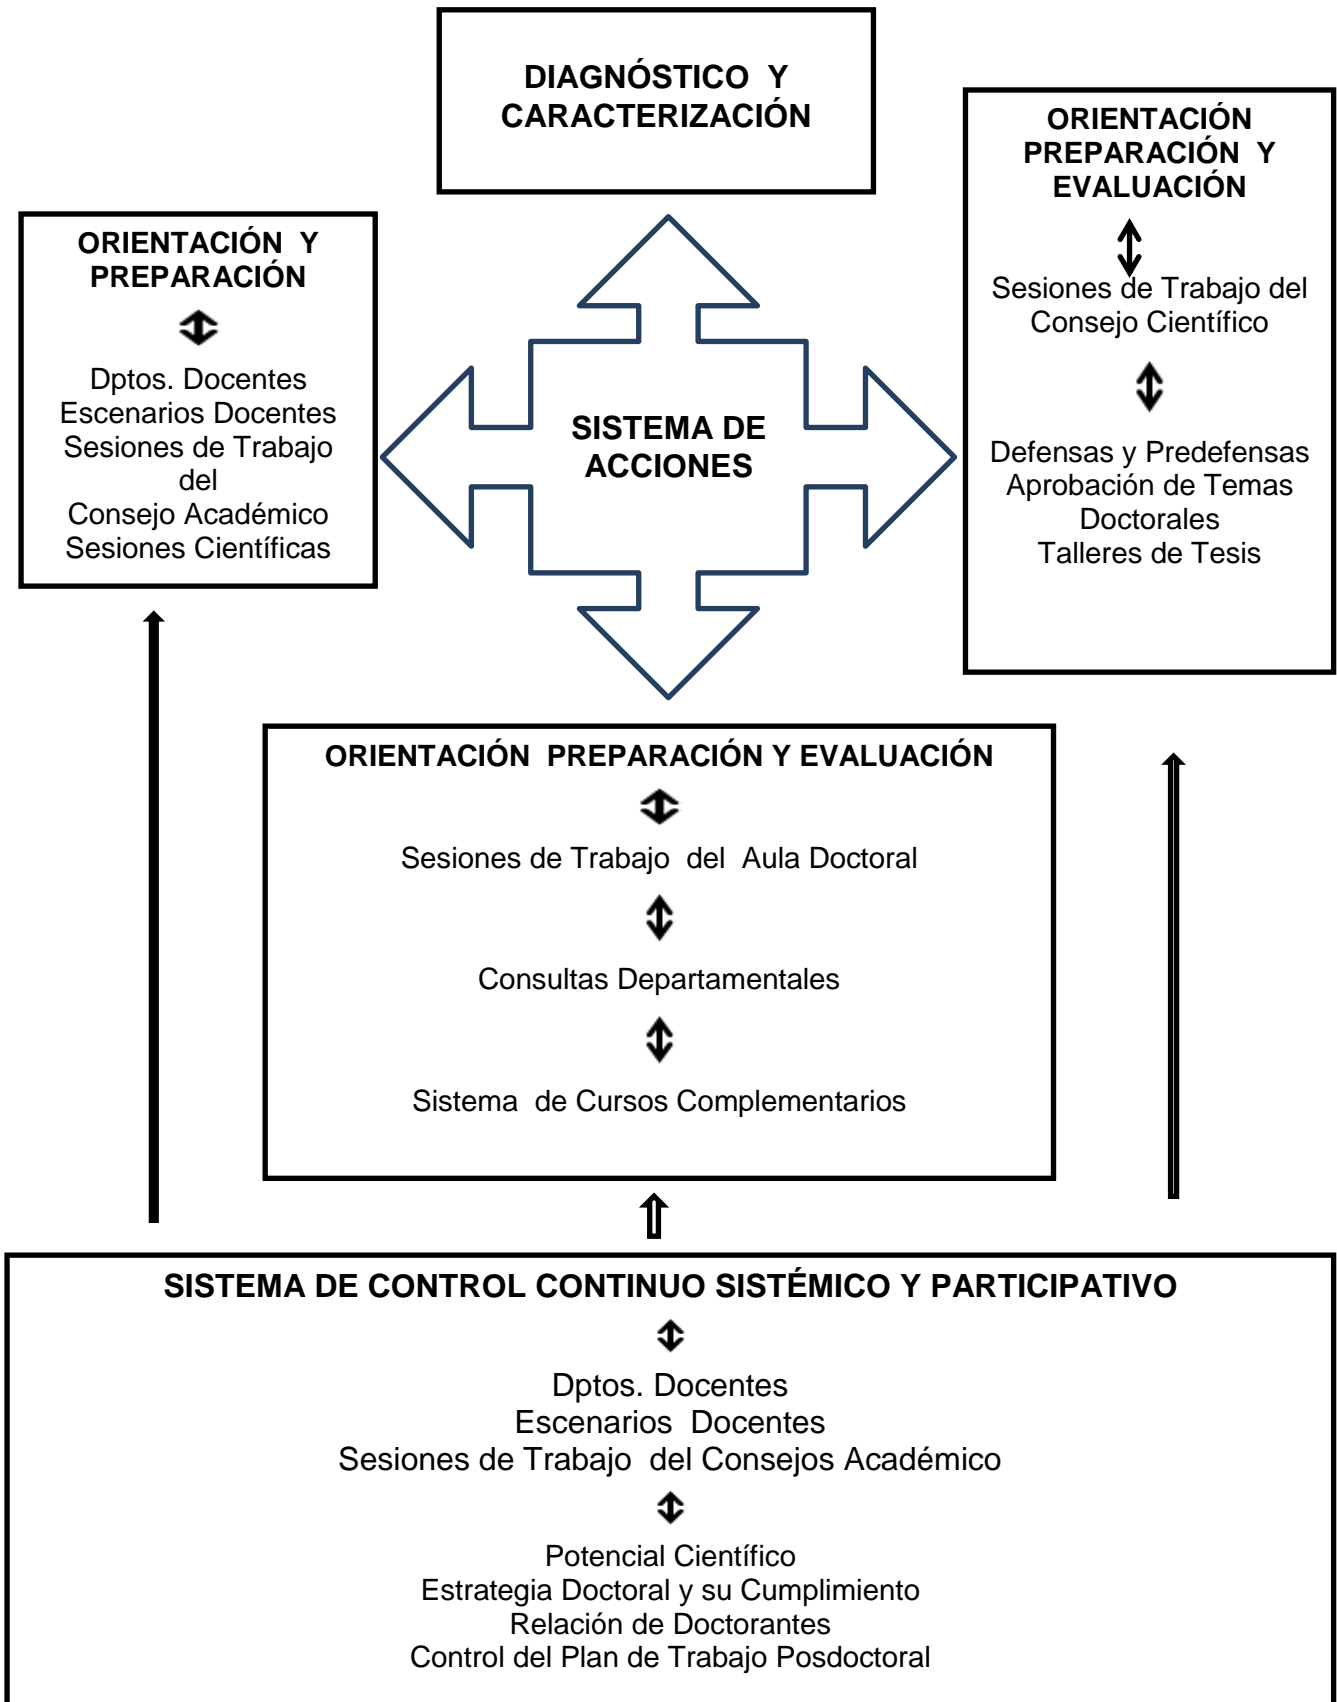 DIAGNÓSTICO Y
CARACTERIZACIÓN
ORIENTACIÓN Y
PREPARACIÓN
Dptos. Docentes
Escenarios Docentes
Sesiones de Trabajo
del
Consejo Académico
Sesiones Científicas
SISTEMA DE
ACCIONES
ORIENTACIÓN
PREPARACIÓN Y
EVALUACIÓN
Sesiones de Trabajo del
Consejo Científico
Defensas y Predefensas
Aprobación de Temas
Doctorales
Talleres de Tesis
ORIENTACIÓN PREPARACIÓN Y EVALUACIÓN
Sesiones de Trabajo del Aula Doctoral
Consultas Departamentales
Sistema de Cursos Complementarios
SISTEMA DE CONTROL CONTINUO SISTÉMICO Y PARTICIPATIVO
Dptos. Docentes
Escenarios Docentes
Sesiones de Trabajo del Consejos Académico
Potencial Científico
Estrategia Doctoral y su Cumplimiento
Relación de Doctorantes
Control del Plan de Trabajo Posdoctoral